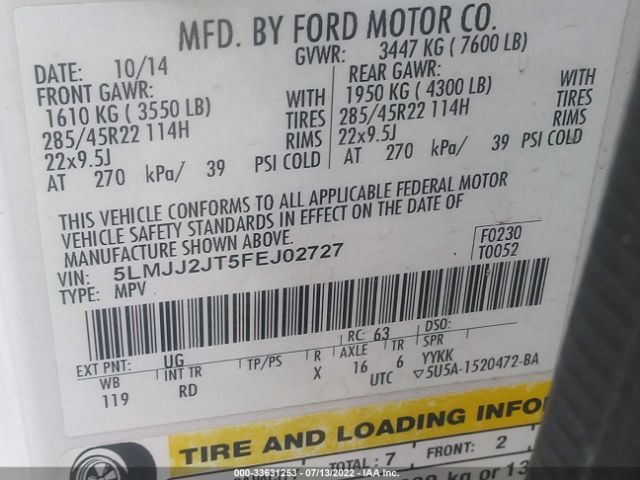 MFD. BY FORD MOTOR CO.
DATE: 10/14 GVWR: 3447 KG ( 7600 LB)
FRONT GAWR: REAR GAWR:
1610 KG ( 3550 LB) WITH 1950 KG ( 4300 LB) WITH
285/45R22 114H TIRES 285/45R22 114H TIRES
22x9.5J RIMS 22x9.5J RIMS
AT 270 kPa/ 39 PSI COLD AT 270 kPa/ 39 PSI COLD
THIS VEHICLE CONFORMS TO ALL APPLICABLE FEDERAL MOTOR
VEHICLE SAFETY STANDARDS IN EFFECT ON THE DATE OF
MANUFACTURE SHOWN ABOVE.
VIN: 5LMJJ2JT5FEJ02727 F0230
TYPE: MPV T0052
EXT PNT: UG RC: 63 DSO:
WB INT TR TP/PS R AXLE TR SPR
119 RD X 16 6 YYKK
UTC ▽5U5A-1520472-BA
TIRE AND LOADING INFO
TOTAL : 7 FRONT: 2
kg or 13
000-33631253 - 07/13/2022 - IAAI.com